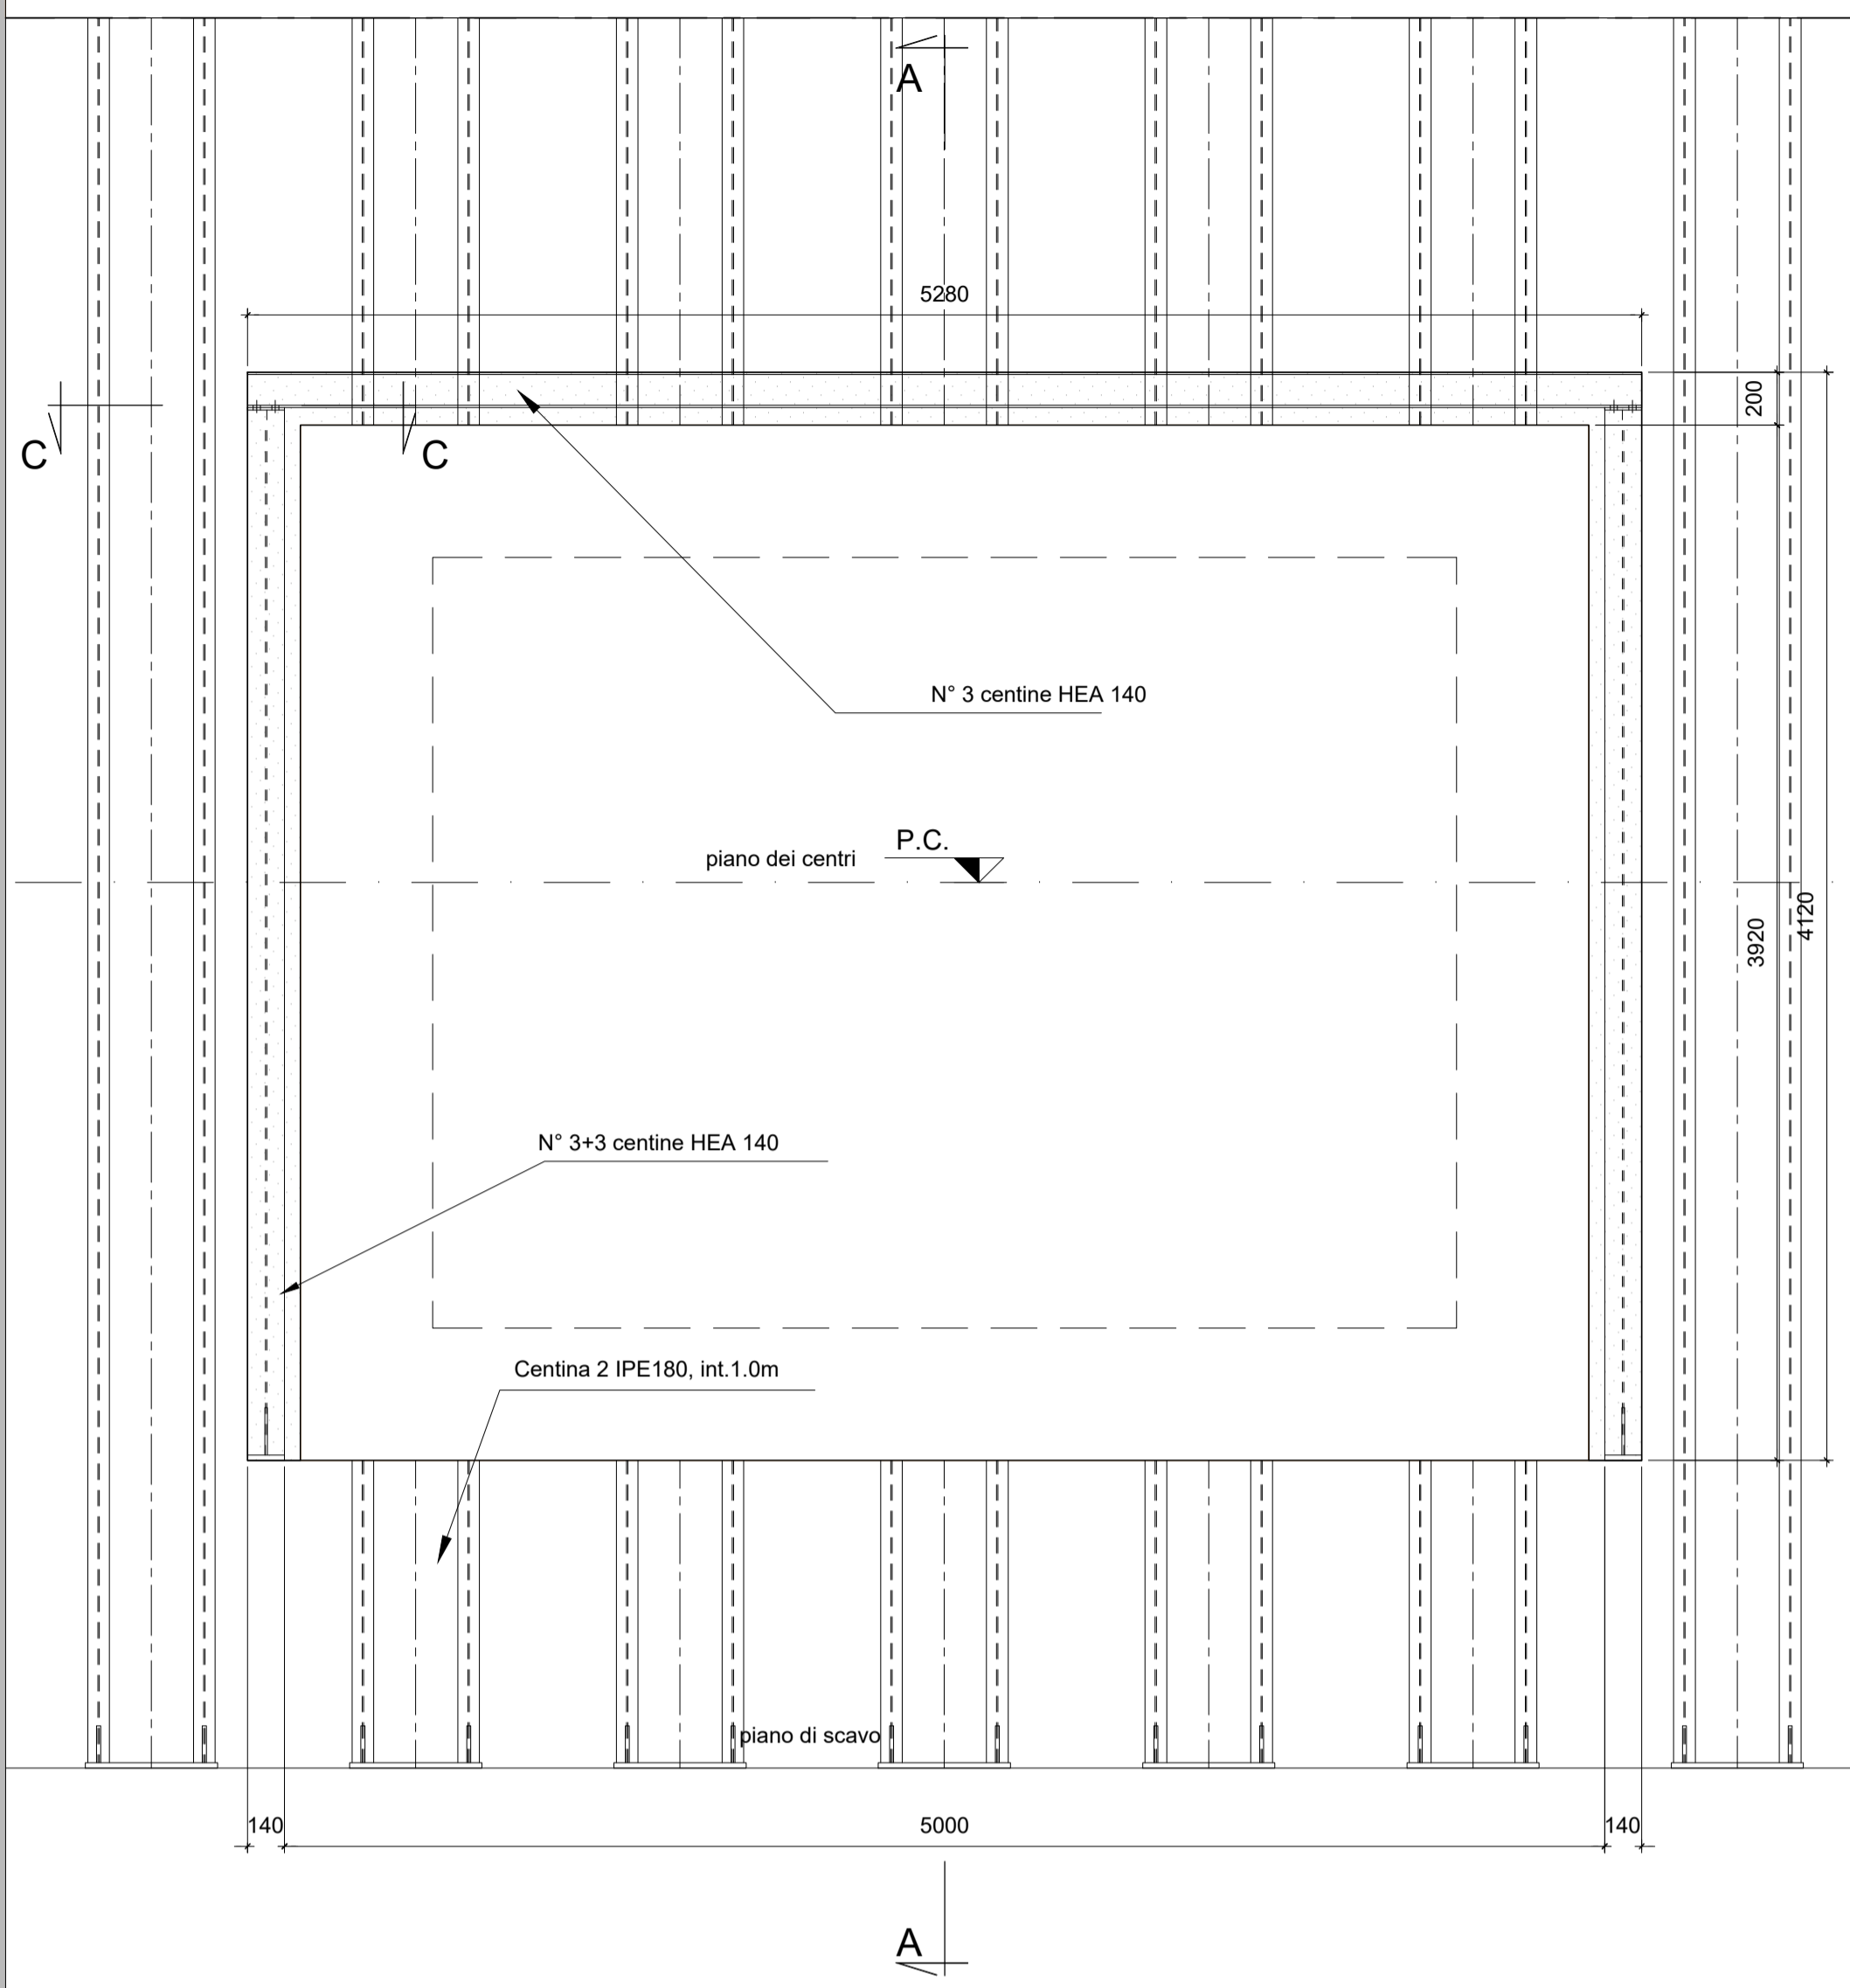 A
5280
200
C
C
N° 3 centine HEA 140
P.C.
piano dei centri
4120
3920
N° 3+3 centine HEA 140
Centina 2 IPE180, int.1.0m
piano di scavo
140
5000
140
A